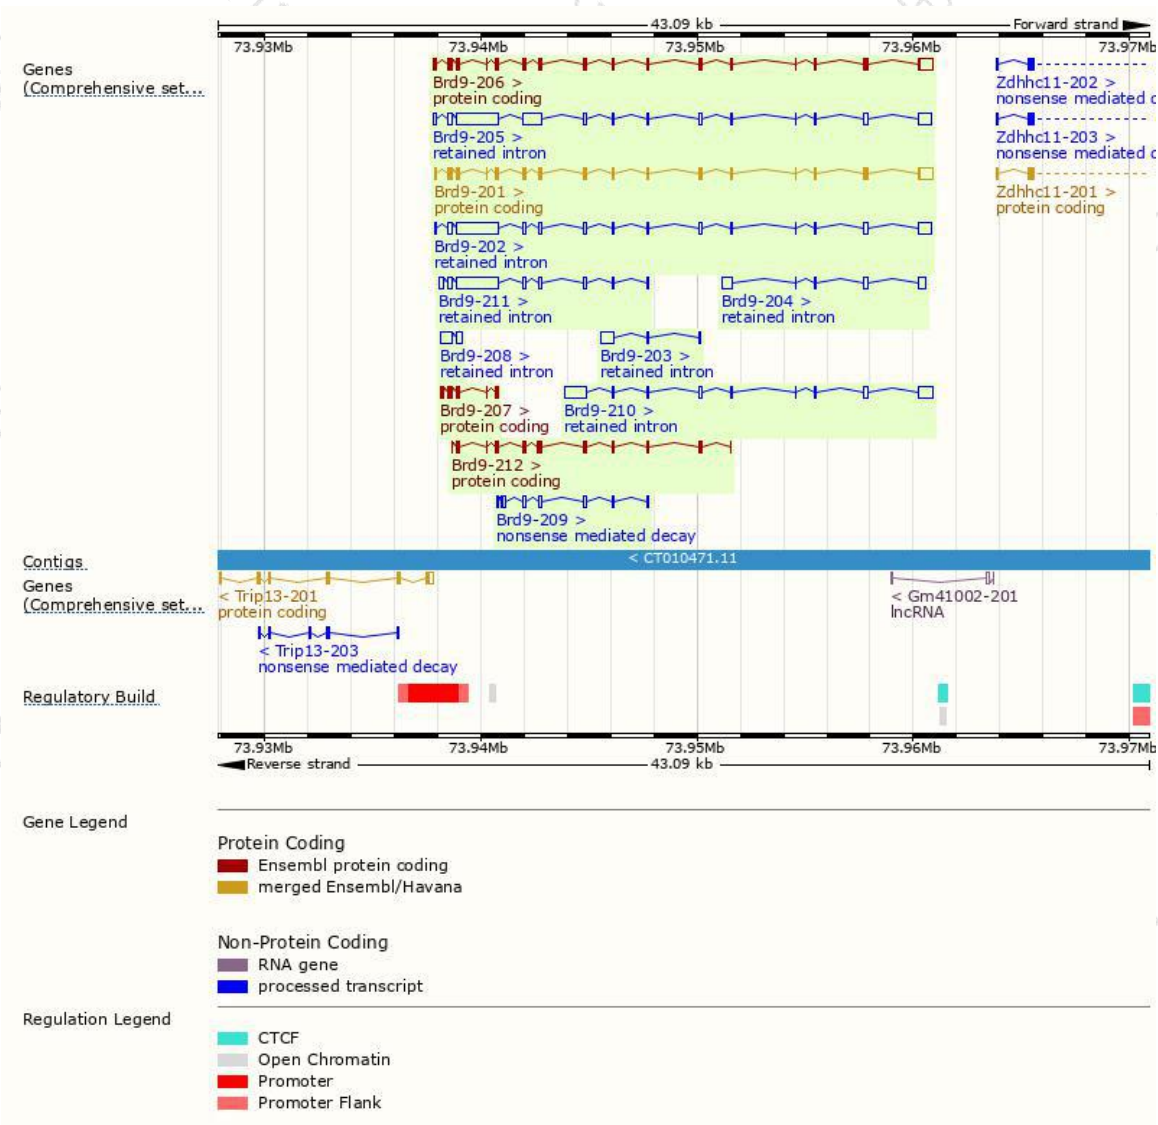 43.09 kb
Forward strand
73.93Mb 73.94Mb 73.95Mb 73.96Mb 73.97Mb
Genes
(Comprehensive set...
Brd9-206 >
protein coding
Zdhhc11-202 >
nonsense mediated d
Brd9-205 >
retained intron
Zdhhc11-203 >
nonsense mediated d
Brd9-201 >
protein coding
Zdhhc11-201 >
protein coding
Brd9-202 >
retained intron
Brd9-211 >
retained intron
Brd9-204 >
retained intron
Brd9-208 >
retained intron
Brd9-203 >
retained intron
Brd9-207 >
protein coding
Brd9-210 >
retained intron
Brd9-212 >
protein coding
Brd9-209 >
nonsense mediated decay
Contigs
< CT010471.11
Genes
(Comprehensive set...
< Trip13-201
protein coding
< Gm41002-201
lncRNA
< Trip13-203
nonsense mediated decay
Regulatory Build
73.93Mb 73.94Mb 73.95Mb 73.96Mb 73.97Mb
Reverse strand
43.09 kb
Gene Legend
Protein Coding
Ensembl protein coding
merged Ensembl/Havana
Non-Protein Coding
RNA gene
processed transcript
Regulation Legend
CTCF
Open Chromatin
Promoter
Promoter Flank